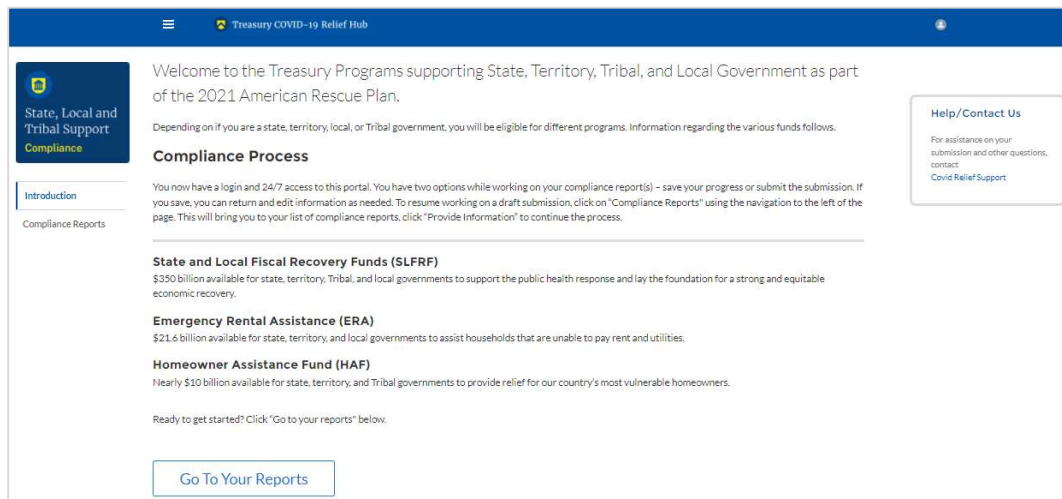 Treasury COVID-19 Relief Hub
State, Local and
Tribal Support
Compliance
Introduction
Compliance Reports
Welcome to the Treasury Programs supporting State, Territory, Tribal, and Local Government as part
of the 2021 American Rescue Plan.
Depending on if you are a state, territory, local, or Tribal government, you will be eligible for different programs. Information regarding the various funds follows.
Compliance Process
You now have a login and 24/7 access to this portal. You have two options while working on your compliance report(s) – save your progress or submit the submission. If
you save, you can return and edit information as needed. To resume working on a draft submission, click on "Compliance Reports" using the navigation to the left of the
page. This will bring you to your list of compliance reports, click "Provide Information" to continue the process.
State and Local Fiscal Recovery Funds (SLFRF)
$350 billion available for state, territory, Tribal, and local governments to support the public health response and lay the foundation for a strong and equitable
economic recovery.
Emergency Rental Assistance (ERA)
$21.6 billion available for state, territory, and local governments to assist households that are unable to pay rent and utilities.
Homeowner Assistance Fund (HAF)
Nearly $10 billion available for state, territory, and Tribal governments to provide relief for our country's most vulnerable homeowners.
Ready to get started? Click "Go to your reports" below.
Go To Your Reports
Help/Contact Us
For assistance on your
submission and other questions,
contact
Covid Relief Support